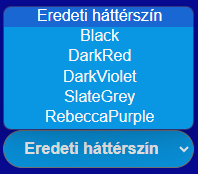 Eredeti háttérszín
Black
DarkRed
DarkViolet
SlateGrey
RebeccaPurple
Eredeti háttérszín